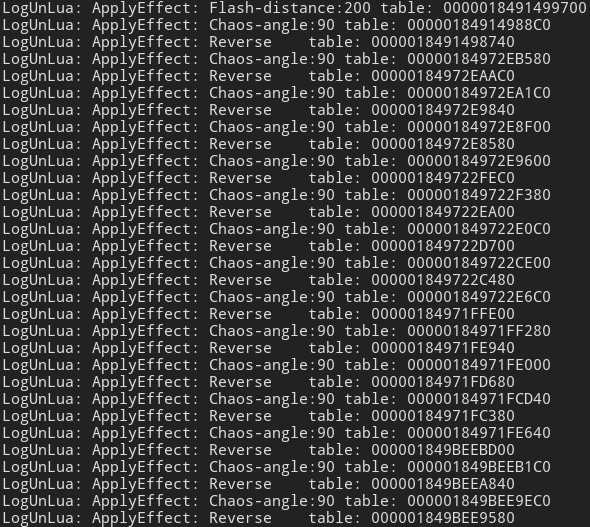 LogUnLua: ApplyEffect: Flash-distance:200 table: 0000018491499700
LogUnLua: ApplyEffect: Chaos-angle:90 table: 00000184914988C0
LogUnLua: ApplyEffect: Reverse    table: 0000018491498740
LogUnLua: ApplyEffect: Chaos-angle:90 table: 00000184972EB580
LogUnLua: ApplyEffect: Reverse    table: 00000184972EAAC0
LogUnLua: ApplyEffect: Chaos-angle:90 table: 00000184972EA1C0
LogUnLua: ApplyEffect: Reverse    table: 00000184972E9840
LogUnLua: ApplyEffect: Chaos-angle:90 table: 00000184972E8F00
LogUnLua: ApplyEffect: Reverse    table: 00000184972E8580
LogUnLua: ApplyEffect: Chaos-angle:90 table: 00000184972E9600
LogUnLua: ApplyEffect: Reverse    table: 000001849722FEC0
LogUnLua: ApplyEffect: Chaos-angle:90 table: 000001849722F380
LogUnLua: ApplyEffect: Reverse    table: 000001849722EA00
LogUnLua: ApplyEffect: Chaos-angle:90 table: 000001849722E0C0
LogUnLua: ApplyEffect: Reverse    table: 000001849722D700
LogUnLua: ApplyEffect: Chaos-angle:90 table: 000001849722CE00
LogUnLua: ApplyEffect: Reverse    table: 000001849722C480
LogUnLua: ApplyEffect: Chaos-angle:90 table: 000001849722E6C0
LogUnLua: ApplyEffect: Reverse    table: 00000184971FFE00
LogUnLua: ApplyEffect: Chaos-angle:90 table: 00000184971FF280
LogUnLua: ApplyEffect: Reverse    table: 00000184971FE940
LogUnLua: ApplyEffect: Chaos-angle:90 table: 00000184971FE000
LogUnLua: ApplyEffect: Reverse    table: 00000184971FD680
LogUnLua: ApplyEffect: Chaos-angle:90 table: 00000184971FCD40
LogUnLua: ApplyEffect: Reverse    table: 00000184971FC380
LogUnLua: ApplyEffect: Chaos-angle:90 table: 00000184971FE640
LogUnLua: ApplyEffect: Reverse    table: 000001849BEEBD00
LogUnLua: ApplyEffect: Chaos-angle:90 table: 000001849BEEB1C0
LogUnLua: ApplyEffect: Reverse    table: 000001849BEEA840
LogUnLua: ApplyEffect: Chaos-angle:90 table: 000001849BEE9EC0
LogUnLua: ApplyEffect: Reverse    table: 000001849BEE9580